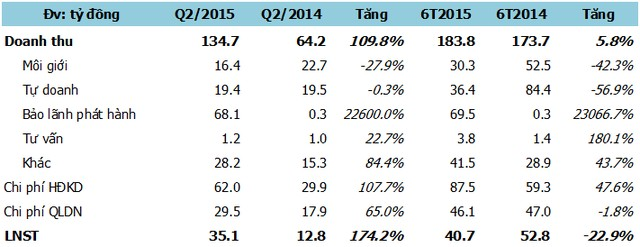 Đv: tỷ đồng Q2/2015 Q2/2014 Tăng 6T2015 6T2014 Tăng
Doanh thu 134.7 64.2 109.8% 183.8 173.7 5.8%
Môi giới 16.4 22.7 -27.9% 30.3 52.5 -42.3%
Tự doanh 19.4 19.5 -0.3% 36.4 84.4 -56.9%
Bảo lãnh phát hành 68.1 0.3 22600.0% 69.5 0.3 23066.7%
Tư vấn 1.2 1.0 22.7% 3.8 1.4 180.1%
Khác 28.2 15.3 84.4% 41.5 28.9 43.7%
Chi phí HĐKD 62.0 29.9 107.7% 87.5 59.3 47.6%
Chi phí QLDN 29.5 17.9 65.0% 46.1 47.0 -1.8%
LNST 35.1 12.8 174.2% 40.7 52.8 -22.9%